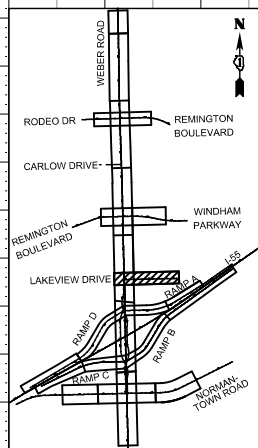 WEBER ROAD
N
RODEO DR
REMINGTON
BOULEVARD
CARLOW DRIVE
REMINGTON
BOULEVARD
WINDHAM
PARKWAY
LAKEVIEW DRIVE
I-55
RAMP A
RAMP D
RAMP B
RAMP C
NORMAN-
TOWN ROAD